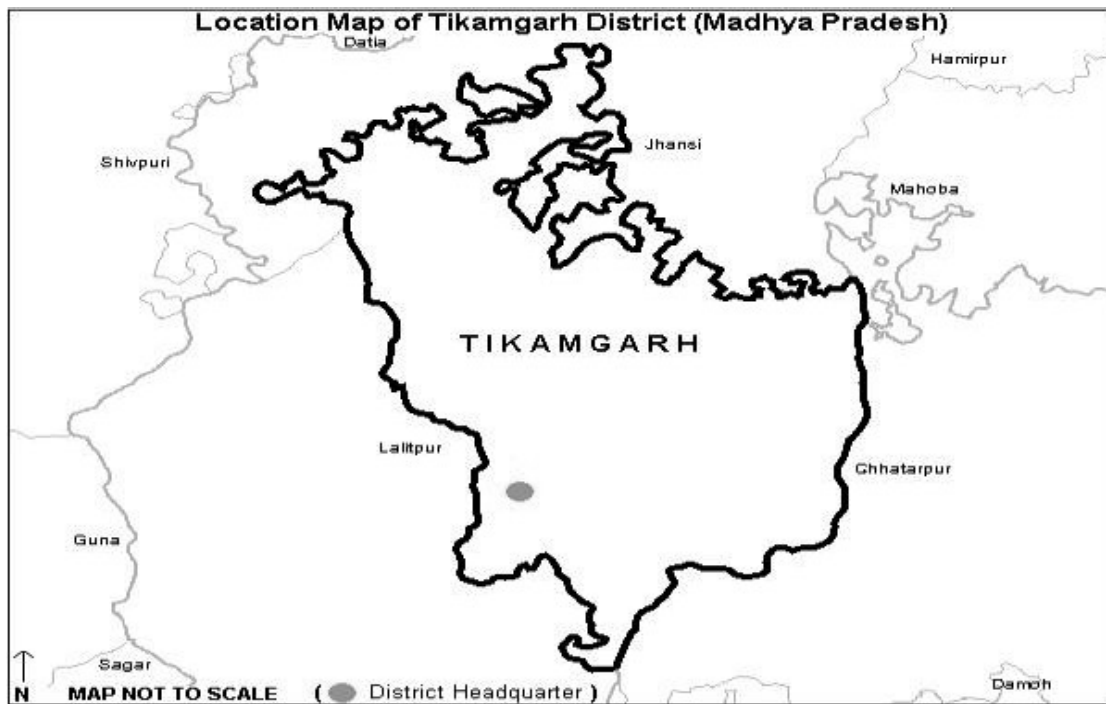 Location Map of Tikamgarh District (Madhya Pradesh)
Datia
Hamirpur
Jhansi
Shivpuri
Mahoba
TIKAMGARH
Lalitpur
Chhatarpur
Guna
Sagar
Damoh
N MAP NOT TO SCALE ( District Headquarter )